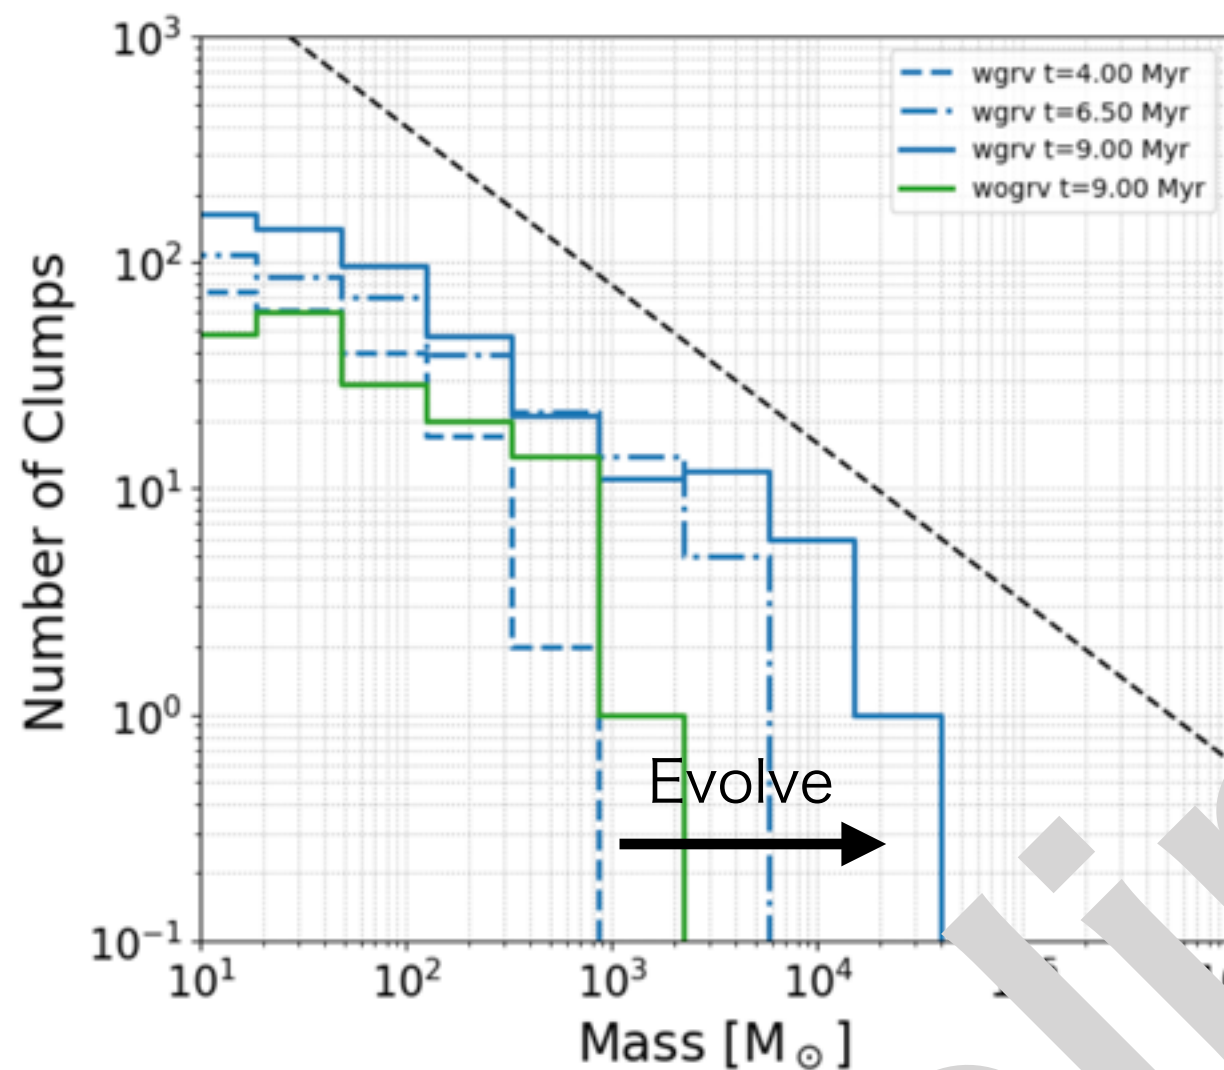 10³
wgrv t=4.00 Myr
wgrv t=6.50 Myr
wgrv t=9.00 Myr
wogrv t=9.00 Myr
10²
Number of Clumps
10¹
10⁰
Evolve
10⁻¹
10¹ 10² 10³ 10⁴
Mass [M☉]